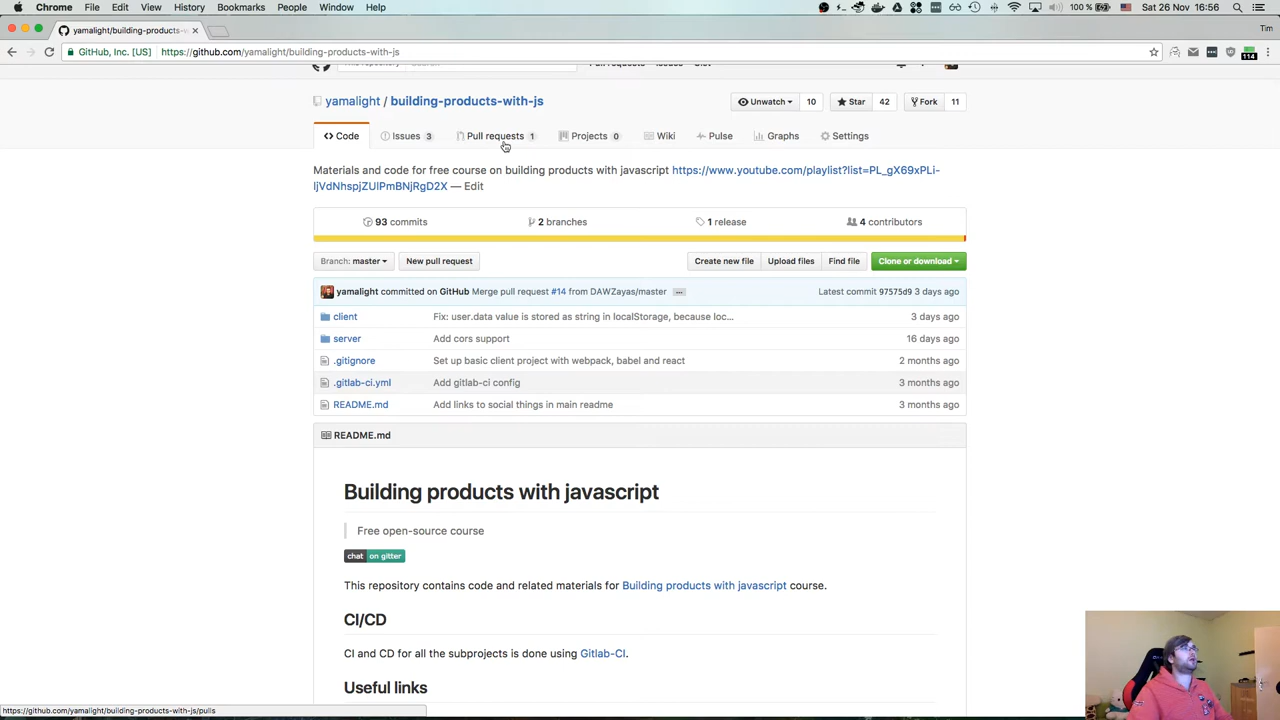 Chrome File Edit View History Bookmarks People Window Help 100 % Sat 26 Nov 16:56
yamalight/building-products-w Tim
GitHub, Inc. [US] https://github.com/yamalight/building-products-with-js 114
yamalight / building-products-with-js Unwatch 10 Star 42 Fork 11
Code Issues 3 Pull requests 1 Projects 0 Wiki Pulse Graphs Settings
Materials and code for free course on building products with javascript https://www.youtube.com/playlist?list=PL_gX69xPLi-
ljVdNhspjZUlPmBNjRgD2X — Edit
93 commits 2 branches 1 release 4 contributors
Branch: master New pull request Create new file Upload files Find file Clone or download
yamalight committed on GitHub Merge pull request #14 from DAWZayas/master ... Latest commit 97575d9 3 days ago
client Fix: user.data value is stored as string in localStorage, because loc... 3 days ago
server Add cors support 16 days ago
.gitignore Set up basic client project with webpack, babel and react 2 months ago
.gitlab-ci.yml Add gitlab-ci config 3 months ago
README.md Add links to social things in main readme 3 months ago
README.md
Building products with javascript
Free open-source course
chat on gitter
This repository contains code and related materials for Building products with javascript course.
CI/CD
CI and CD for all the subprojects is done using Gitlab-CI.
Useful links
https://github.com/yamalight/building-products-with-js/pulls